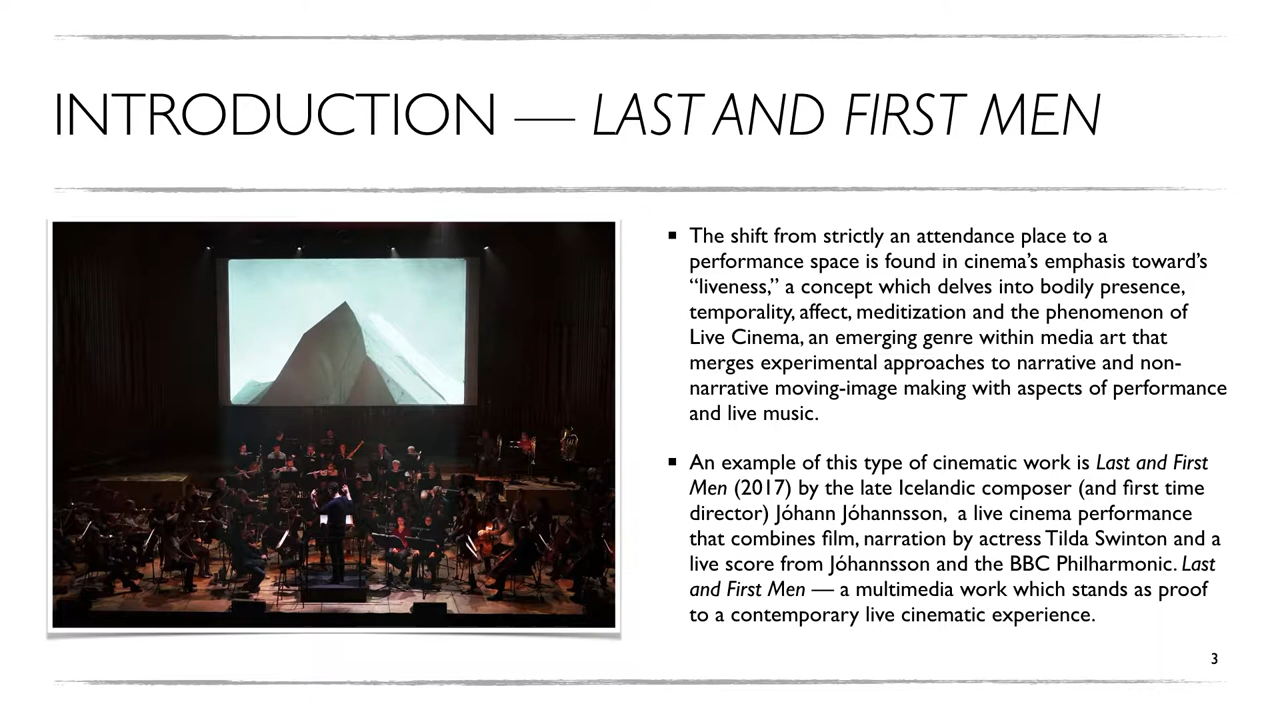 INTRODUCTION — LAST AND FIRST MEN
▪ The shift from strictly an attendance place to a
performance space is found in cinema’s emphasis toward’s
“liveness,” a concept which delves into bodily presence,
temporality, affect, meditization and the phenomenon of
Live Cinema, an emerging genre within media art that
merges experimental approaches to narrative and non-
narrative moving-image making with aspects of performance
and live music.
▪ An example of this type of cinematic work is Last and First
Men (2017) by the late Icelandic composer (and first time
director) Jóhann Jóhannsson, a live cinema performance
that combines film, narration by actress Tilda Swinton and a
live score from Jóhannsson and the BBC Philharmonic. Last
and First Men — a multimedia work which stands as proof
to a contemporary live cinematic experience.
3